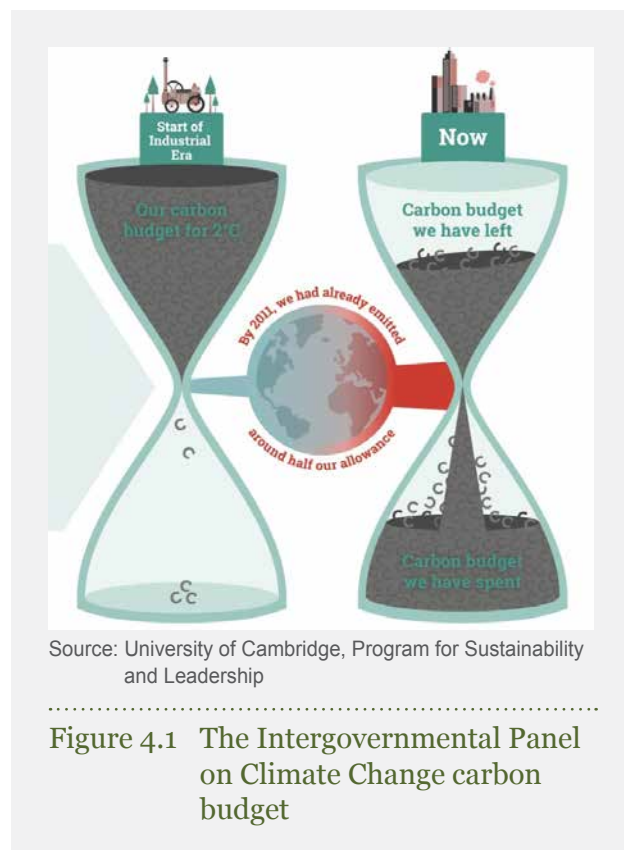 Start of
Industrial
Era
Now
Our carbon
budget for 2°C
Carbon budget
we have left
By 2011, we had already emitted
around half our allowance
C
C
C
C C
Carbon budget
we have spent
Source: University of Cambridge, Program for Sustainability
and Leadership
Figure 4.1 The Intergovernmental Panel
on Climate Change carbon
budget